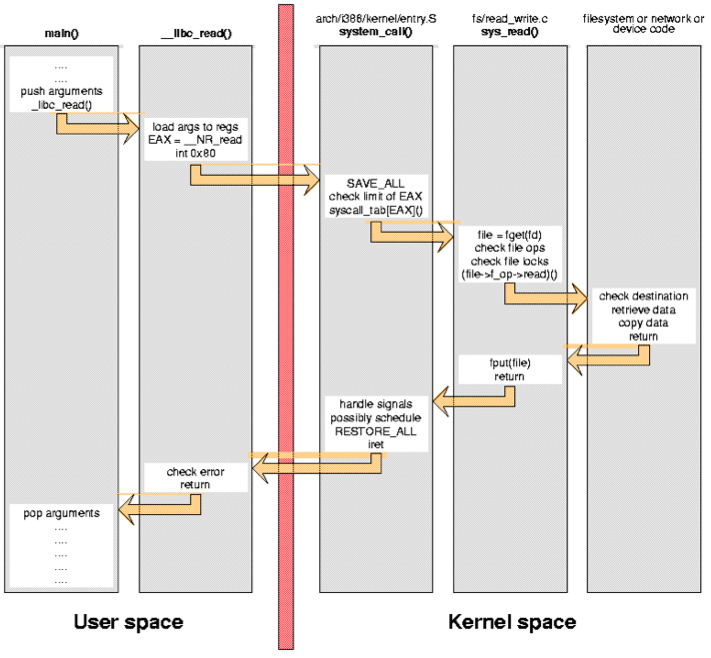 main()
__libc_read()
arch/i386/kernel/entry.S
system_call()
fs/read_write.c
sys_read()
filesystem or network or
device code
....
....
push arguments
_libc_read()
load args to regs
EAX = __NR_read
int 0x80
SAVE_ALL
check limit of EAX
syscall_tab[EAX]()
file = fget(fd)
check file ops
check file locks
(file->f_op->read)()
check destination
retrieve data
copy data
return
fput(file)
return
handle signals
possibly schedule
RESTORE_ALL
iret
check error
return
pop arguments
....
....
....
....
....
User space
Kernel space